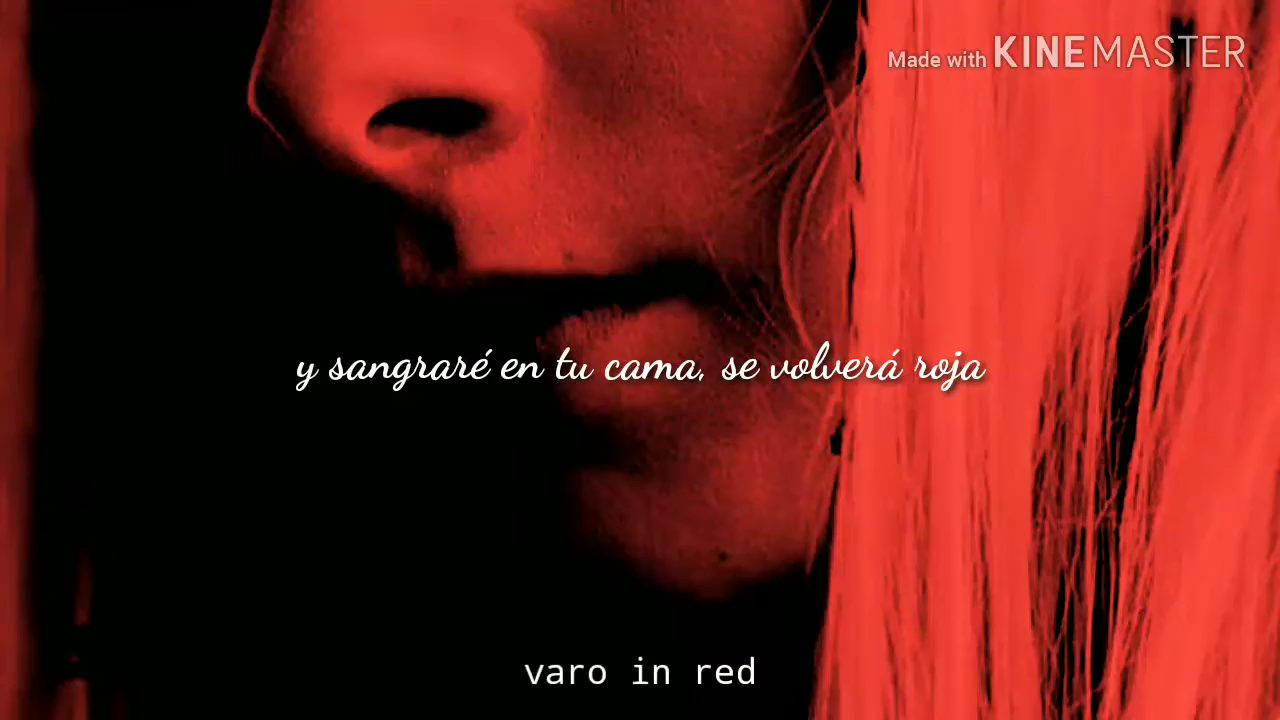 Made with KINEMASTER
y sangraré en tu cama, se volverá roja
varo in red